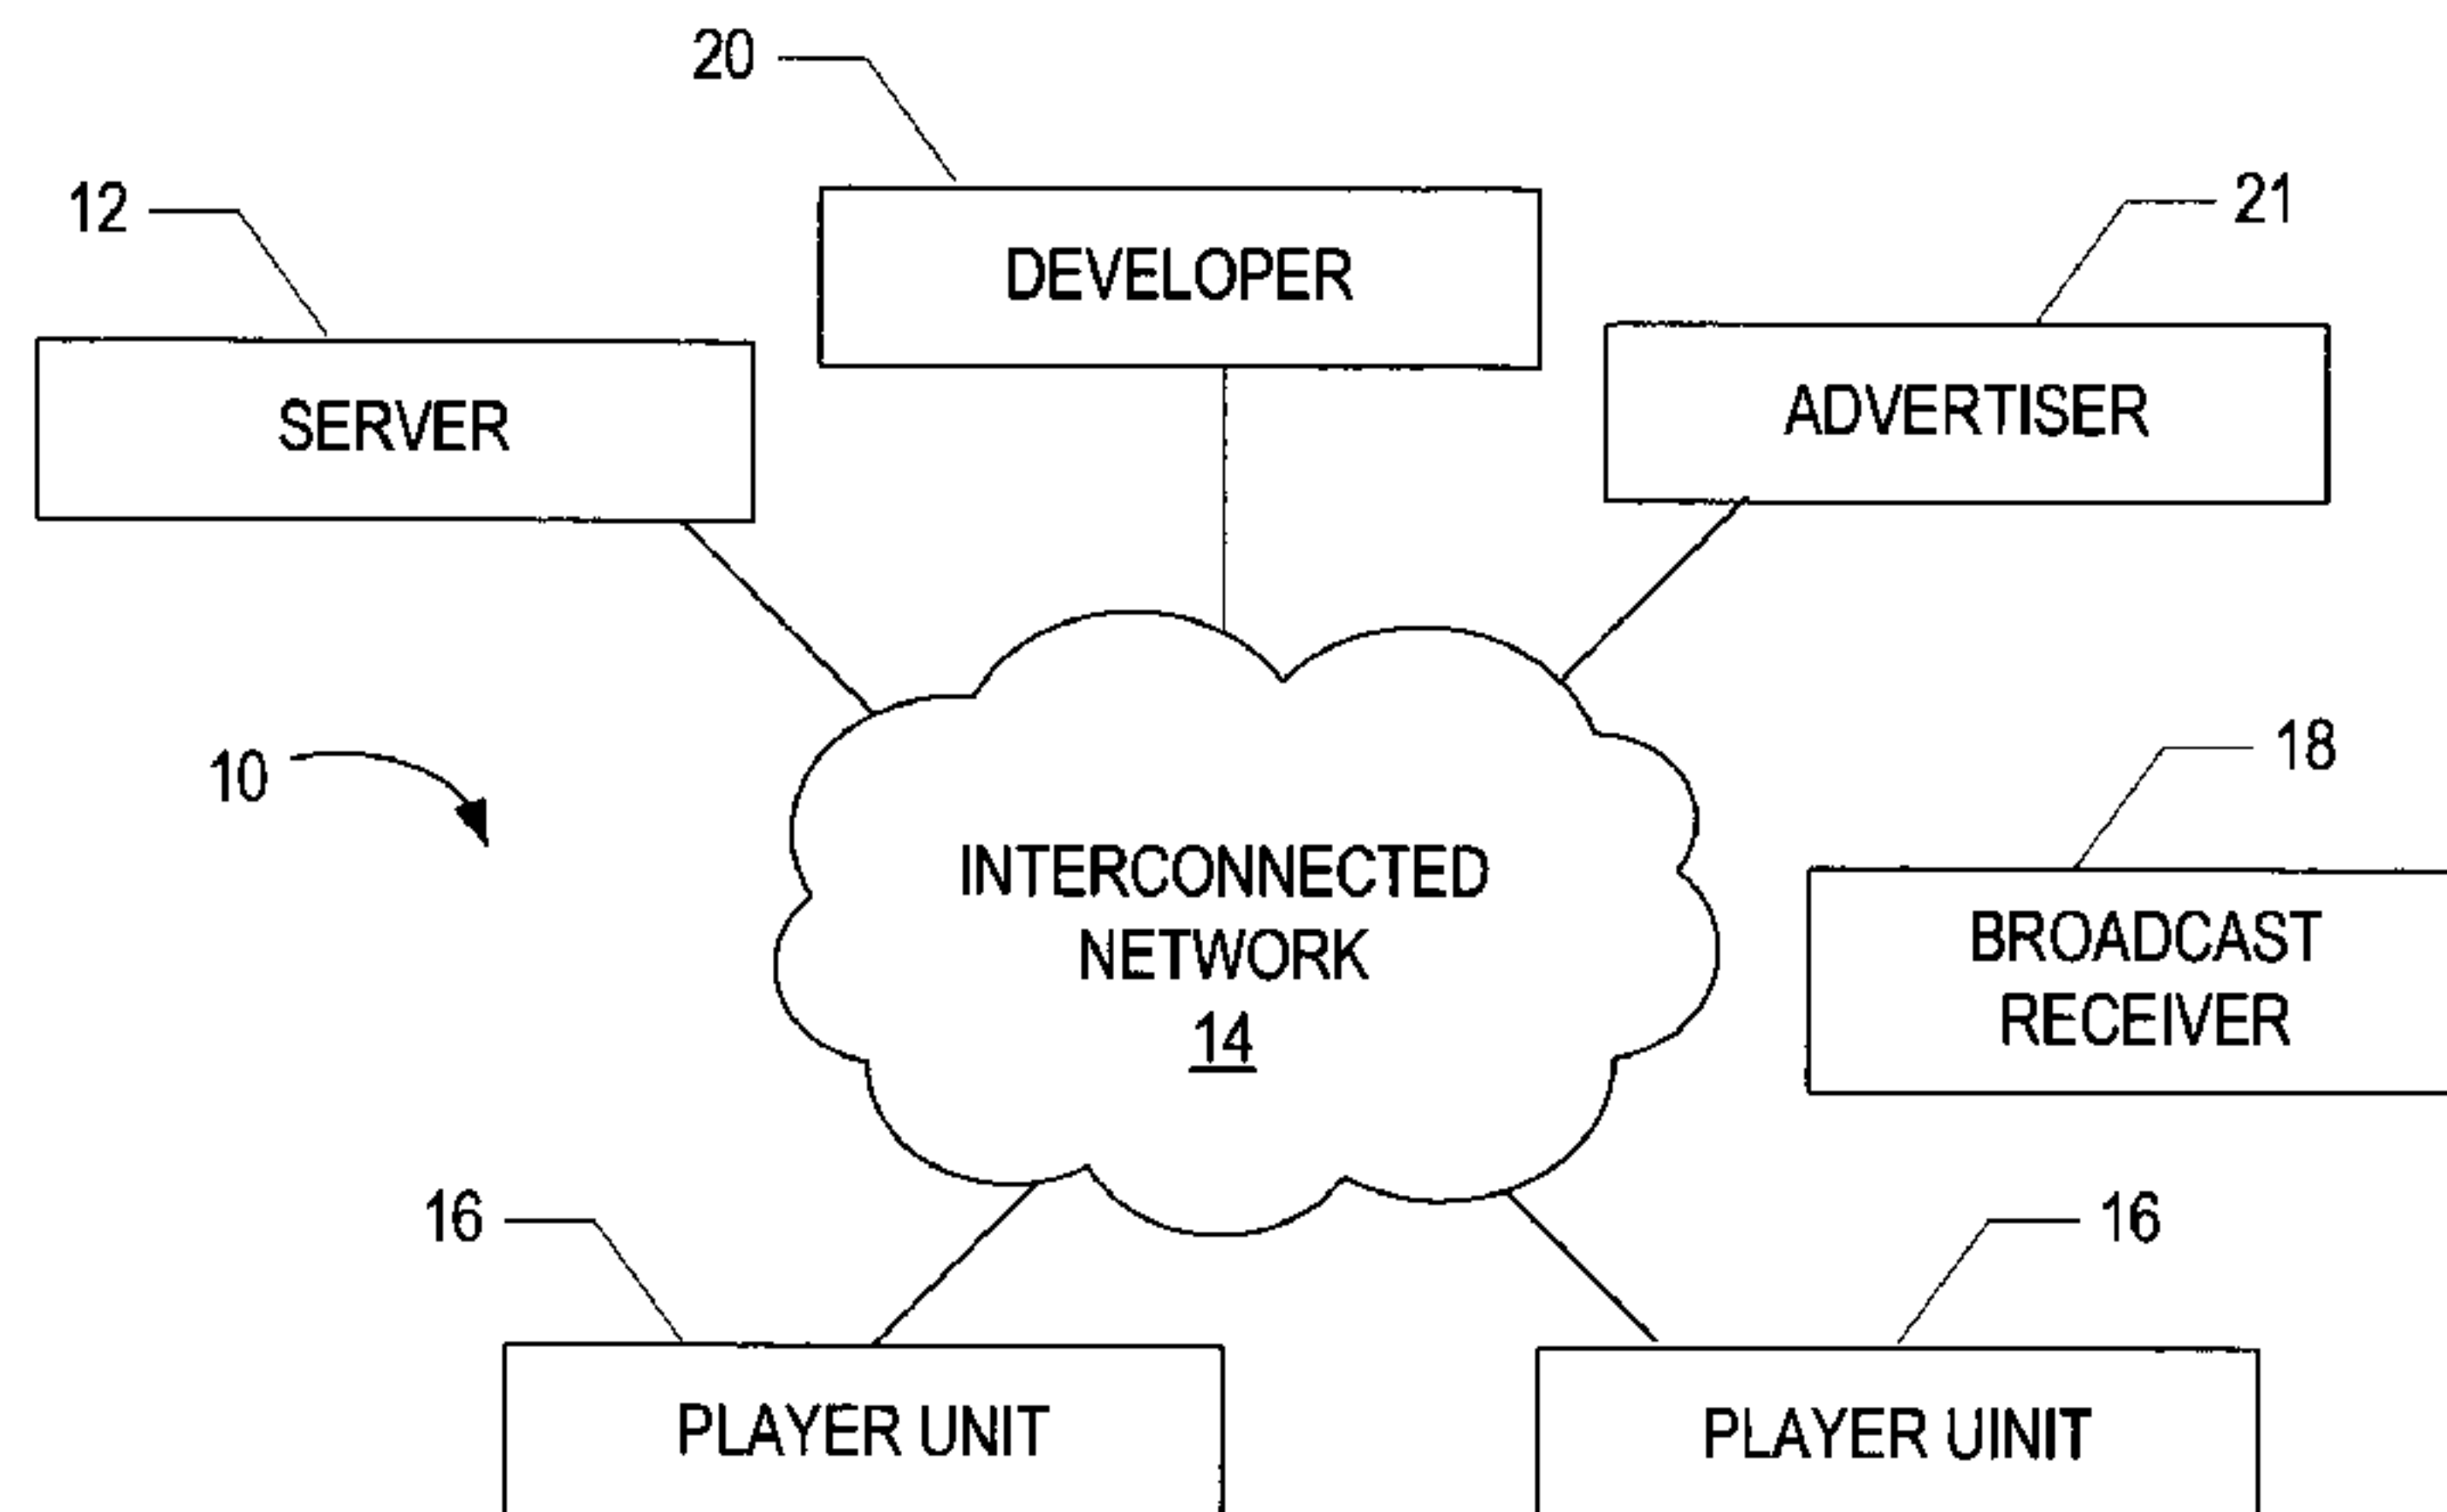 20
12
21
DEVELOPER
SERVER
ADVERTISER
10
18
INTERCONNECTED
NETWORK
14
BROADCAST
RECEIVER
16
16
PLAYER UNIT
PLAYER UINIT